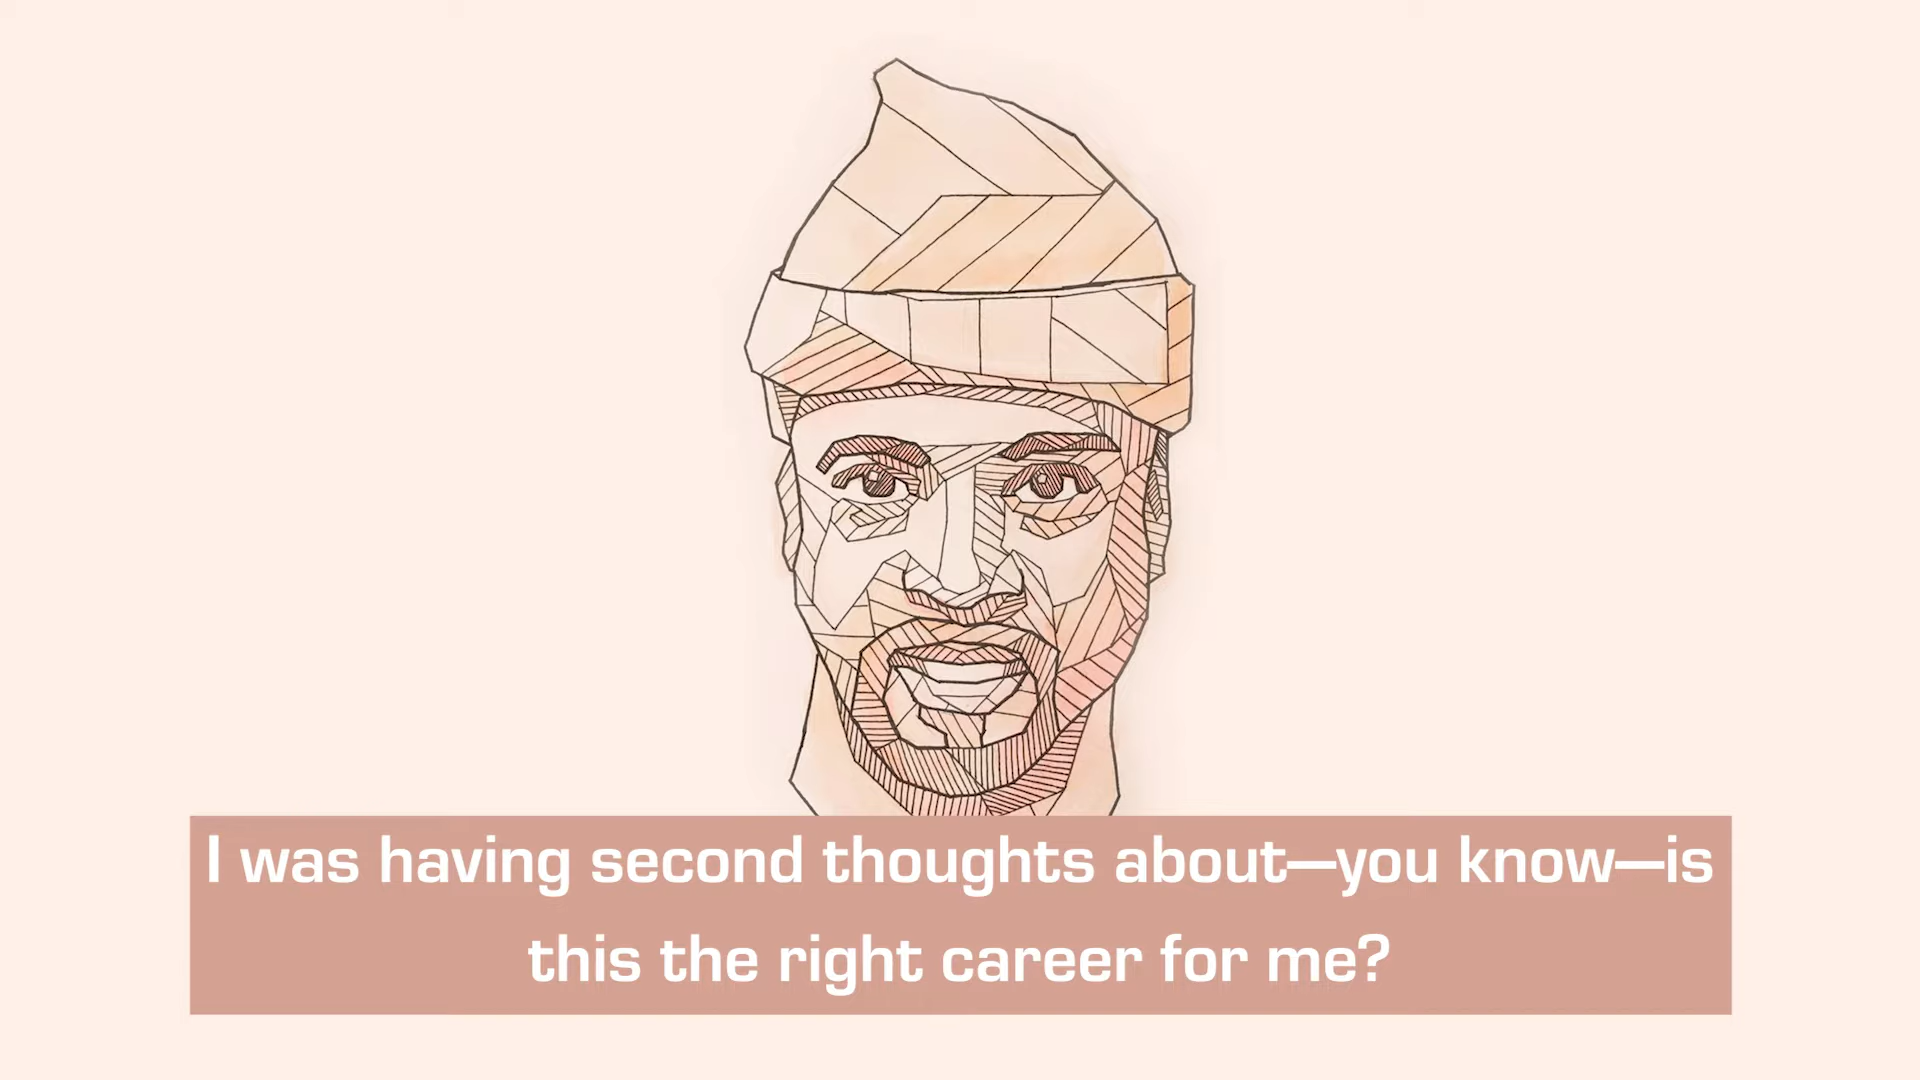 I was having second thoughts about—you know—is
this the right career for me?